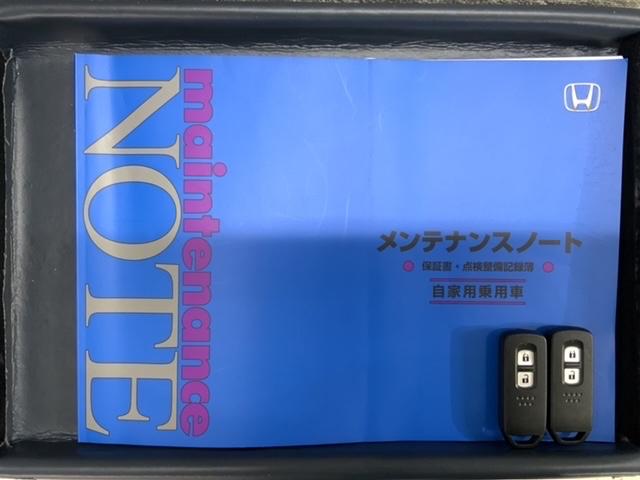 maintenance
NOTE
メンテナンスノート
保証書・点検整備記録簿
自家用乗用車